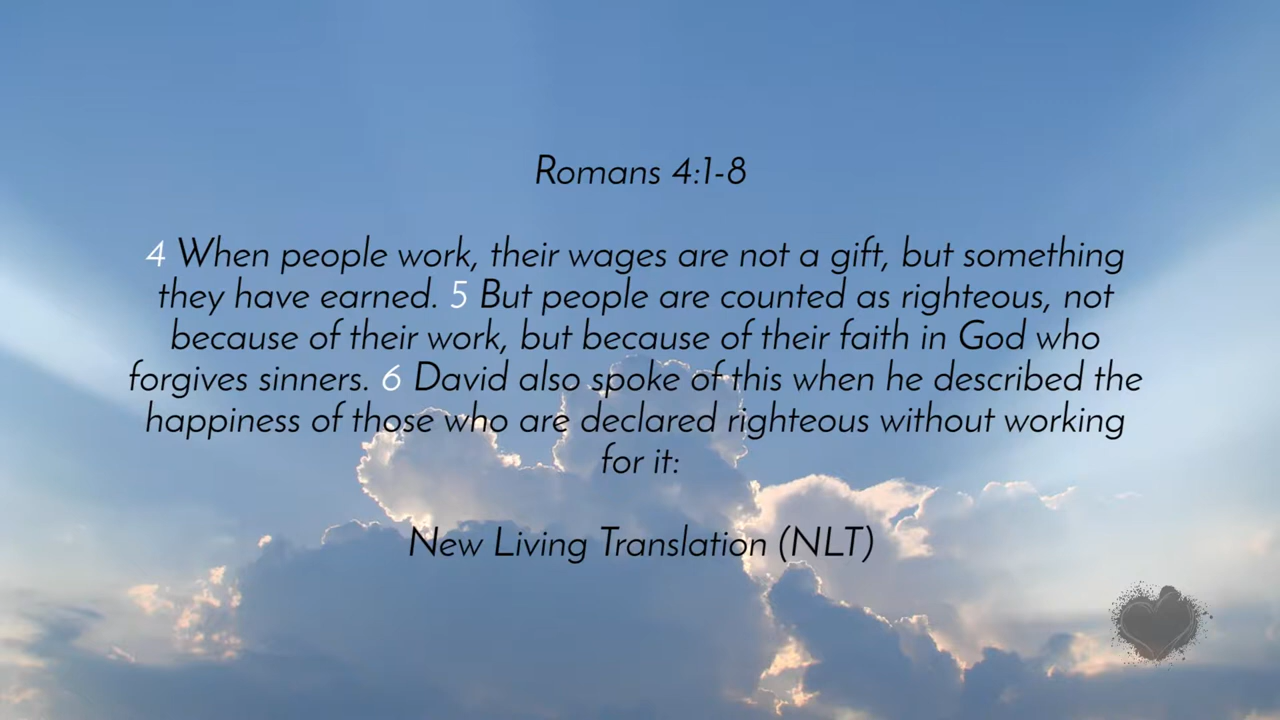 Romans 4:1-8
4 When people work, their wages are not a gift, but something
they have earned. 5 But people are counted as righteous, not
because of their work, but because of their faith in God who
forgives sinners. 6 David also spoke of this when he described the
happiness of those who are declared righteous without working
for it:
New Living Translation (NLT)